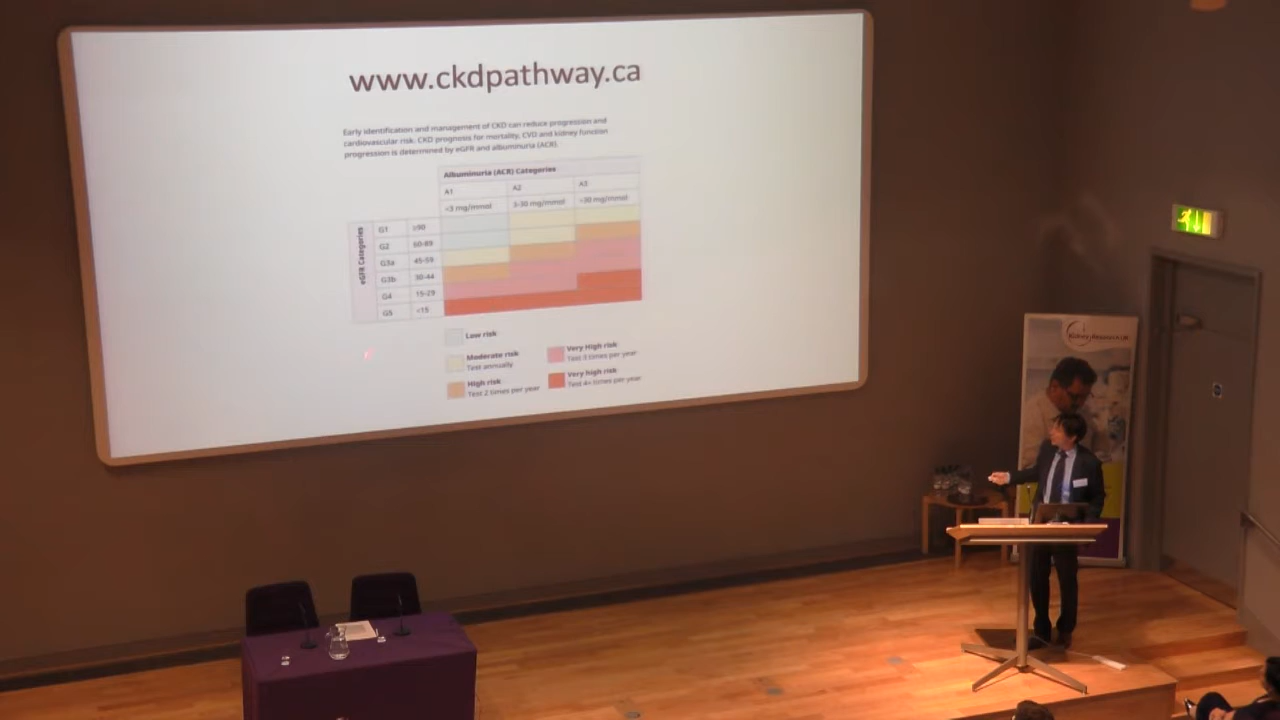 www.ckdpathway.ca
Early identification and management of CKD can reduce progression and
cardiovascular risk. CKD prognosis for mortality, CVD and kidney function
progression is determined by eGFR and albuminuria (ACR).
Albuminuria (ACR) Categories
A1 A2 A3
<3 mg/mmol 3-30 mg/mmol >30 mg/mmol
eGFR Categories
G1 ≥90
G2 60-89
G3a 45-59
G3b 30-44
G4 15-29
G5 <15
Low risk
Moderate risk
Test annually
High risk
Test 2 times per year
Very High risk
Test 3 times per year
Very high risk
Test 4+ times per year
Kidney Research UK